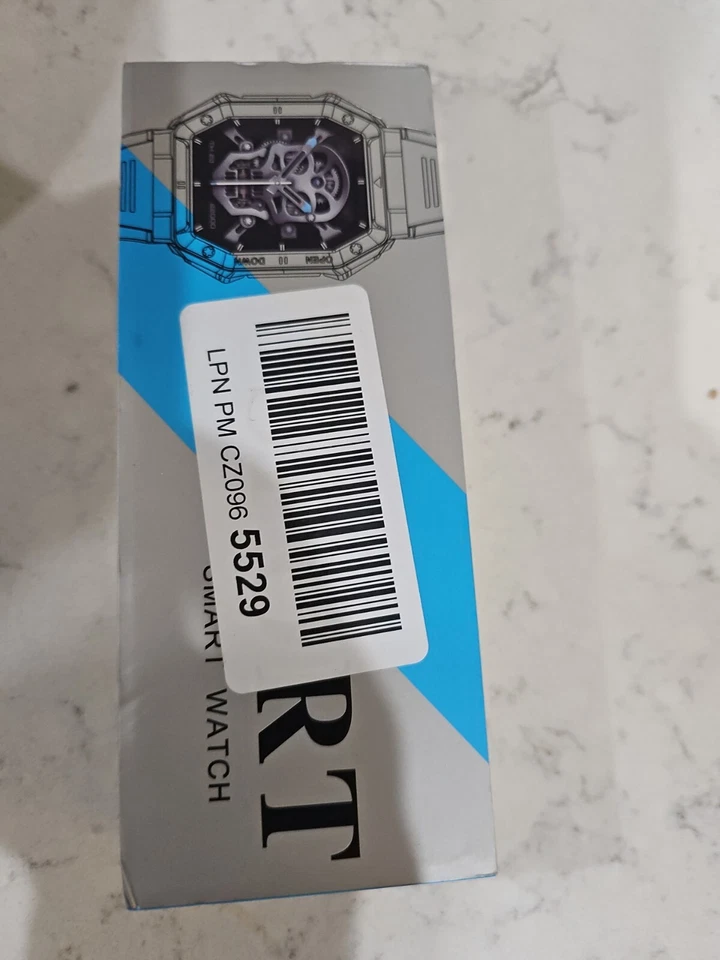 DOWN
OPEN
LPN PM CZ096 5529
RT
SMART WATCH